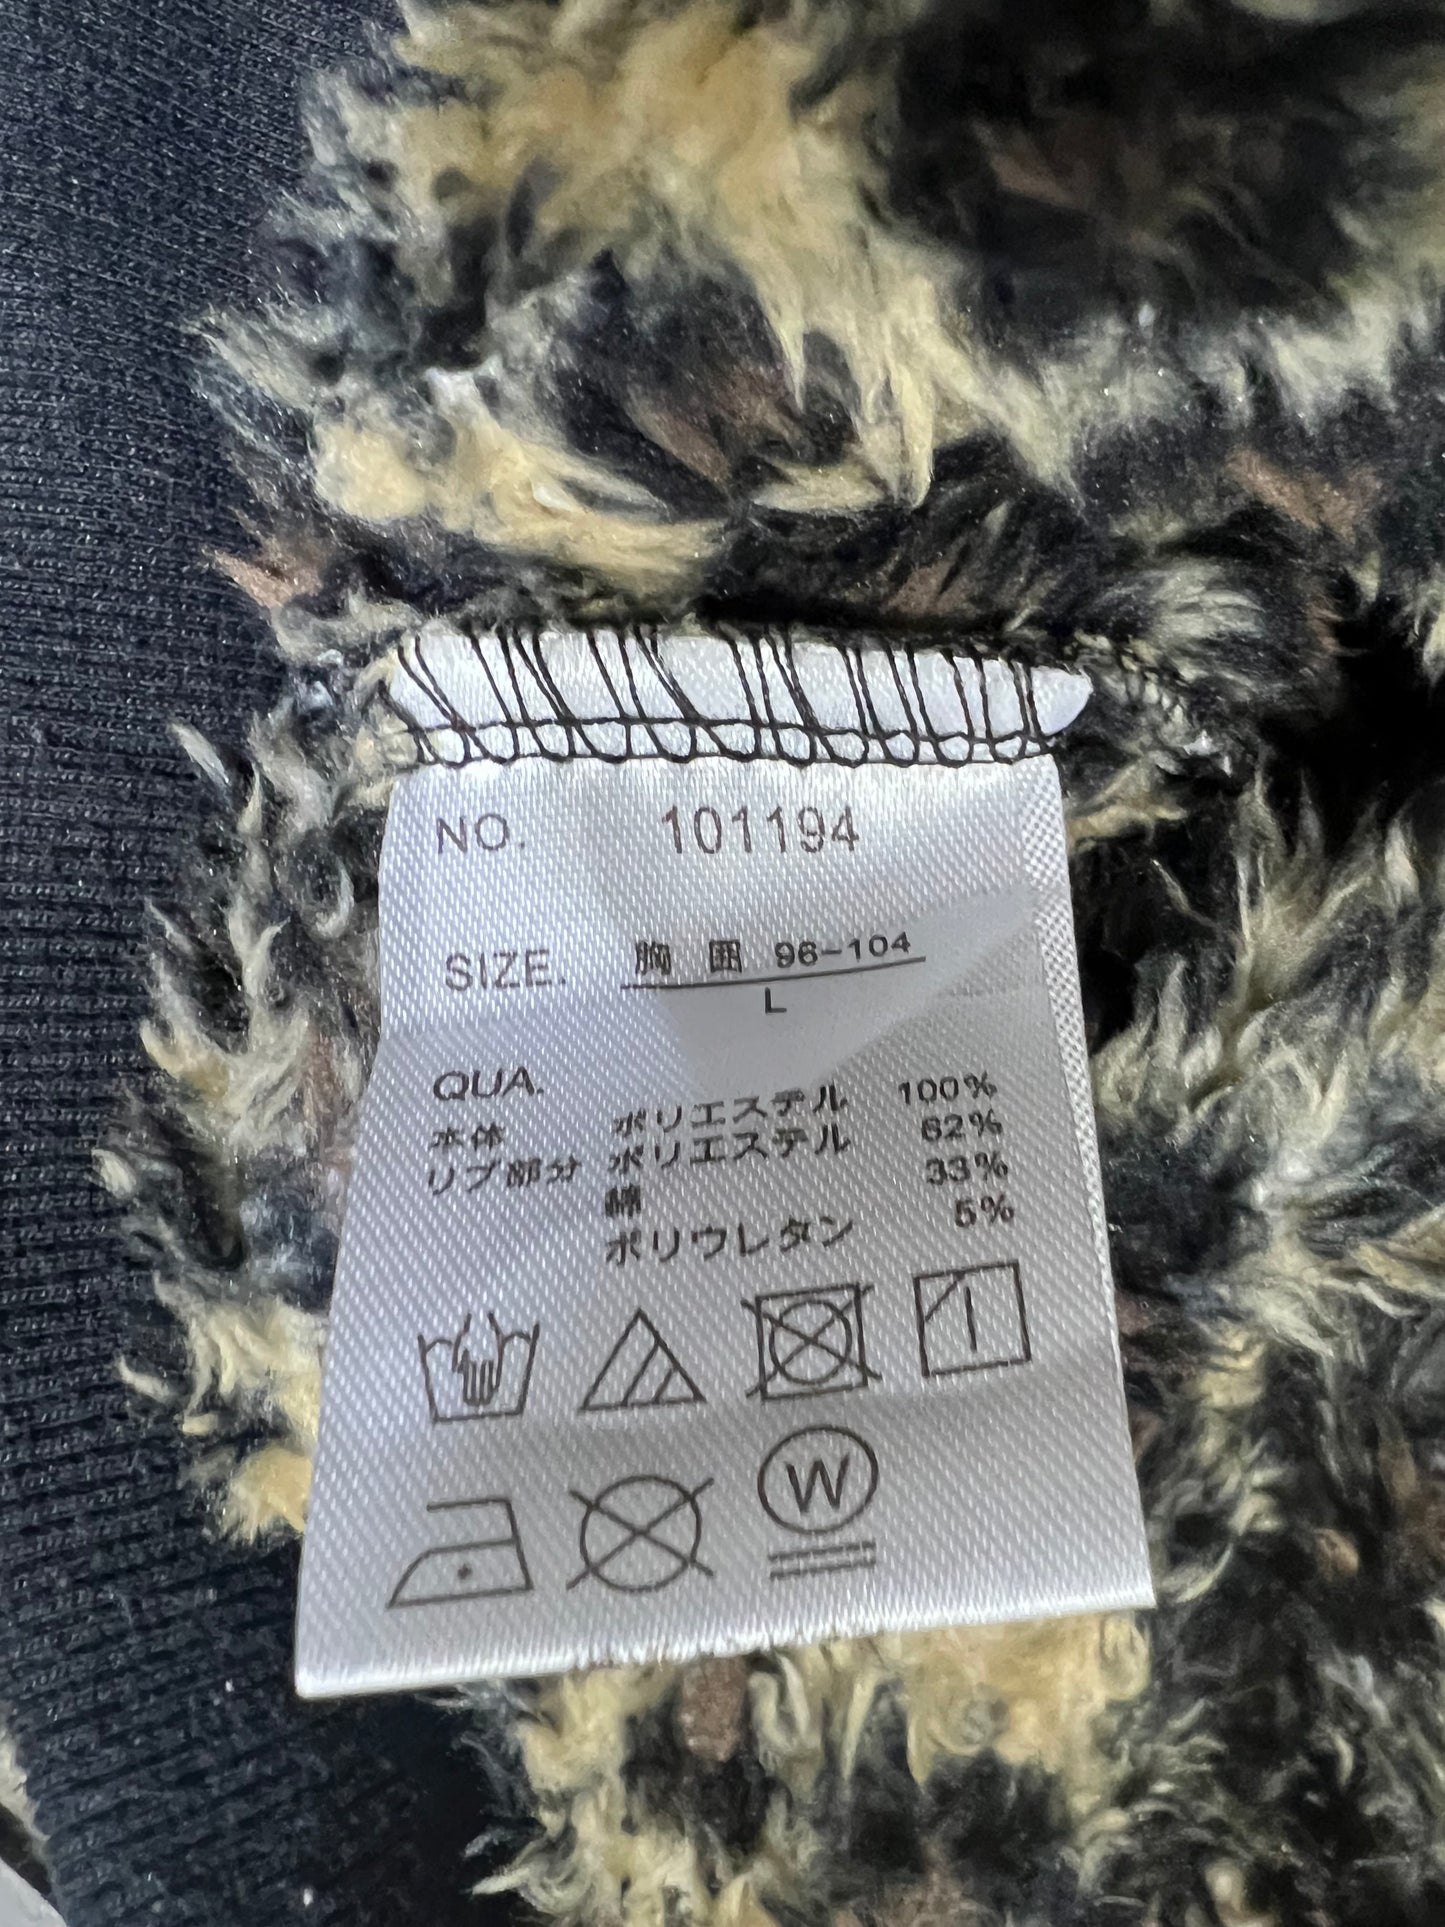 NO. 101194
SIZE. 胸 囲 96-104
L
QUA.
本体 ポリエステル 100%
リブ部分 ポリエステル 62%
綿 33%
ポリウレタン 5%
W